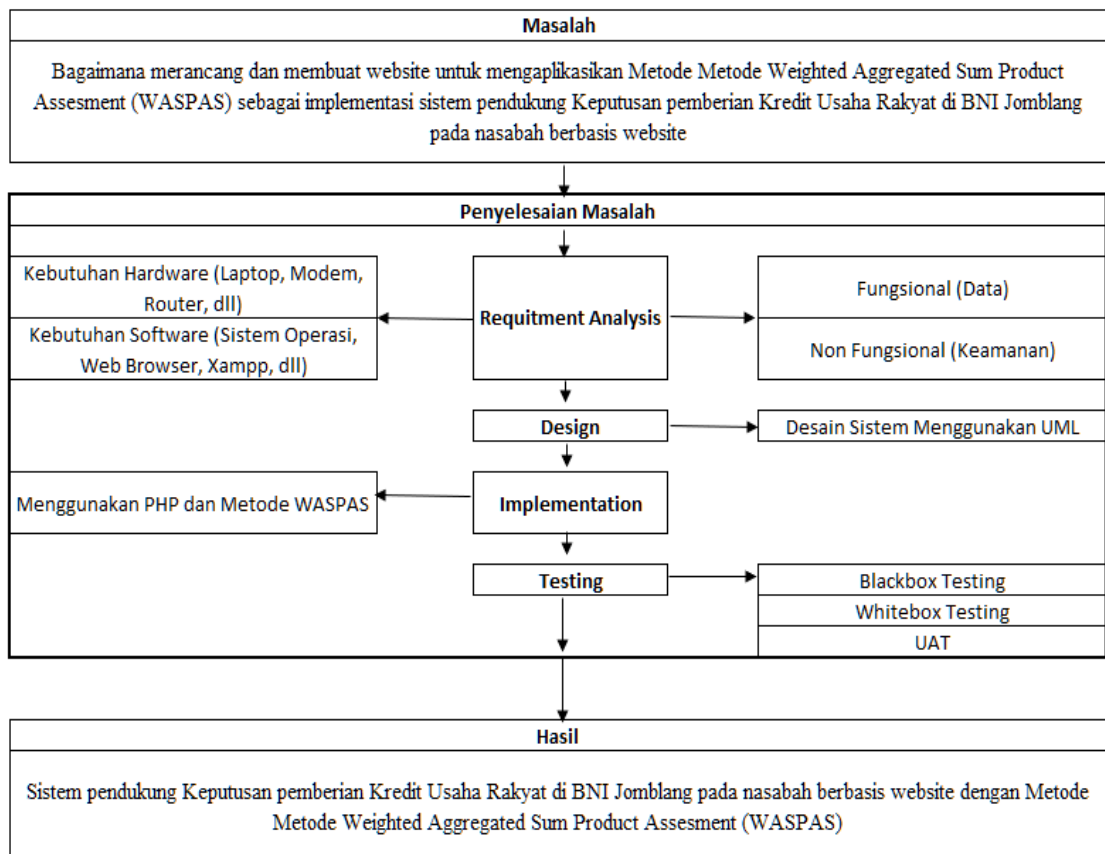 Masalah
Bagaimana merancang dan membuat website untuk mengaplikasikan Metode Metode Weighted Aggregated Sum Product
Assesment (WASPAS) sebagai implementasi sistem pendukung Keputusan pemberian Kredit Usaha Rakyat di BNI Jomblang
pada nasabah berbasis website
Penyelesaian Masalah
Kebutuhan Hardware (Laptop, Modem,
Router, dll)
Kebutuhan Software (Sistem Operasi,
Web Browser, Xampp, dll)
Requitment Analysis
Fungsional (Data)
Non Fungsional (Keamanan)
Design
Desain Sistem Menggunakan UML
Menggunakan PHP dan Metode WASPAS
Implementation
Testing
Blackbox Testing
Whitebox Testing
UAT
Hasil
Sistem pendukung Keputusan pemberian Kredit Usaha Rakyat di BNI Jomblang pada nasabah berbasis website dengan Metode
Metode Weighted Aggregated Sum Product Assesment (WASPAS)